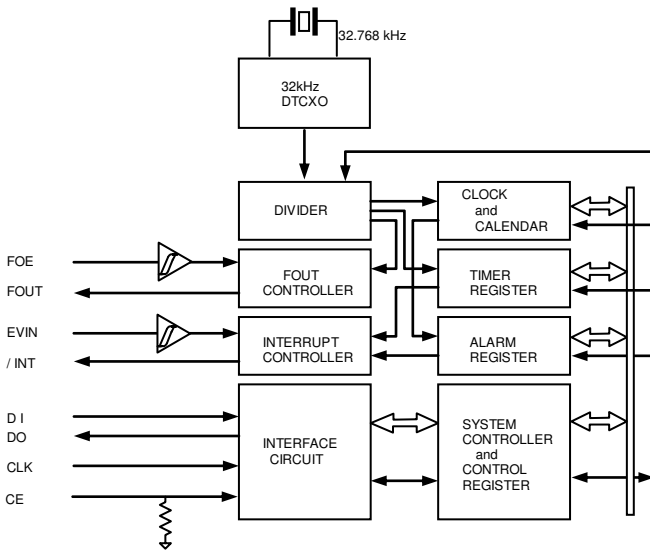 32.768 kHz
32kHz
DTCXO
DIVIDER
CLOCK
and
CALENDAR
FOE
FOUT
FOUT
CONTROLLER
TIMER
REGISTER
EVIN
/ INT
INTERRUPT
CONTROLLER
ALARM
REGISTER
D I
DO
CLK
CE
INTERFACE
CIRCUIT
SYSTEM
CONTROLLER
and
CONTROL
REGISTER